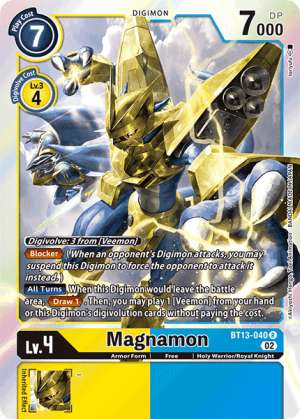 Play Cost
7
DIGIMON
7000
DP
Digivolve Cost
Lv.3
4
Digivolve: 3 from [Veemon]
Blocker (When an opponent's Digimon attacks, you may
suspend this Digimon to force the opponent to attack it
instead.)
All Turns When this Digimon would leave the battle
area, Draw 1. Then, you may play 1 [Veemon] from your hand
or this Digimon's digivolution cards without paying the cost.
Magnamon
BT13-040 R
02
Lv.4
Armor Form
Free
Holy Warrior/Royal Knight
Inherited Effect
-